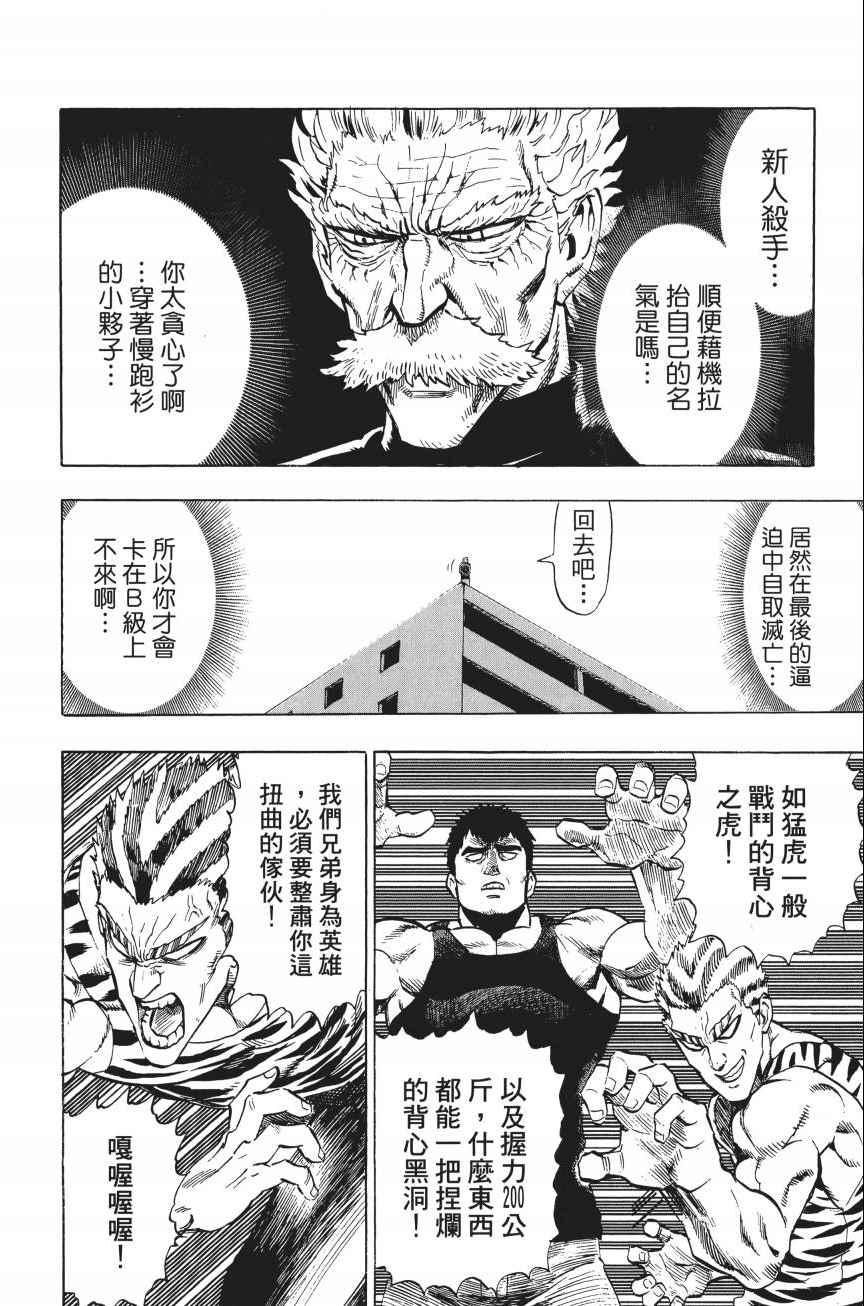 新人殺手…
順便藉機拉
抬自己的名
氣是嗎…
你太貪心了啊
…穿著慢跑衫
的小夥子…
居然在最後的逼
迫中自取滅亡…
回去吧…
所以你才會
卡在B級上
不來啊…
如猛虎一般
戰鬥的背心
之虎！
以及握力200公
斤，什麼東西
都能一把捏爛
的背心黑洞！
我們兄弟身為英雄
，必須要整肅你這
扭曲的傢伙！
嘎喔喔喔！